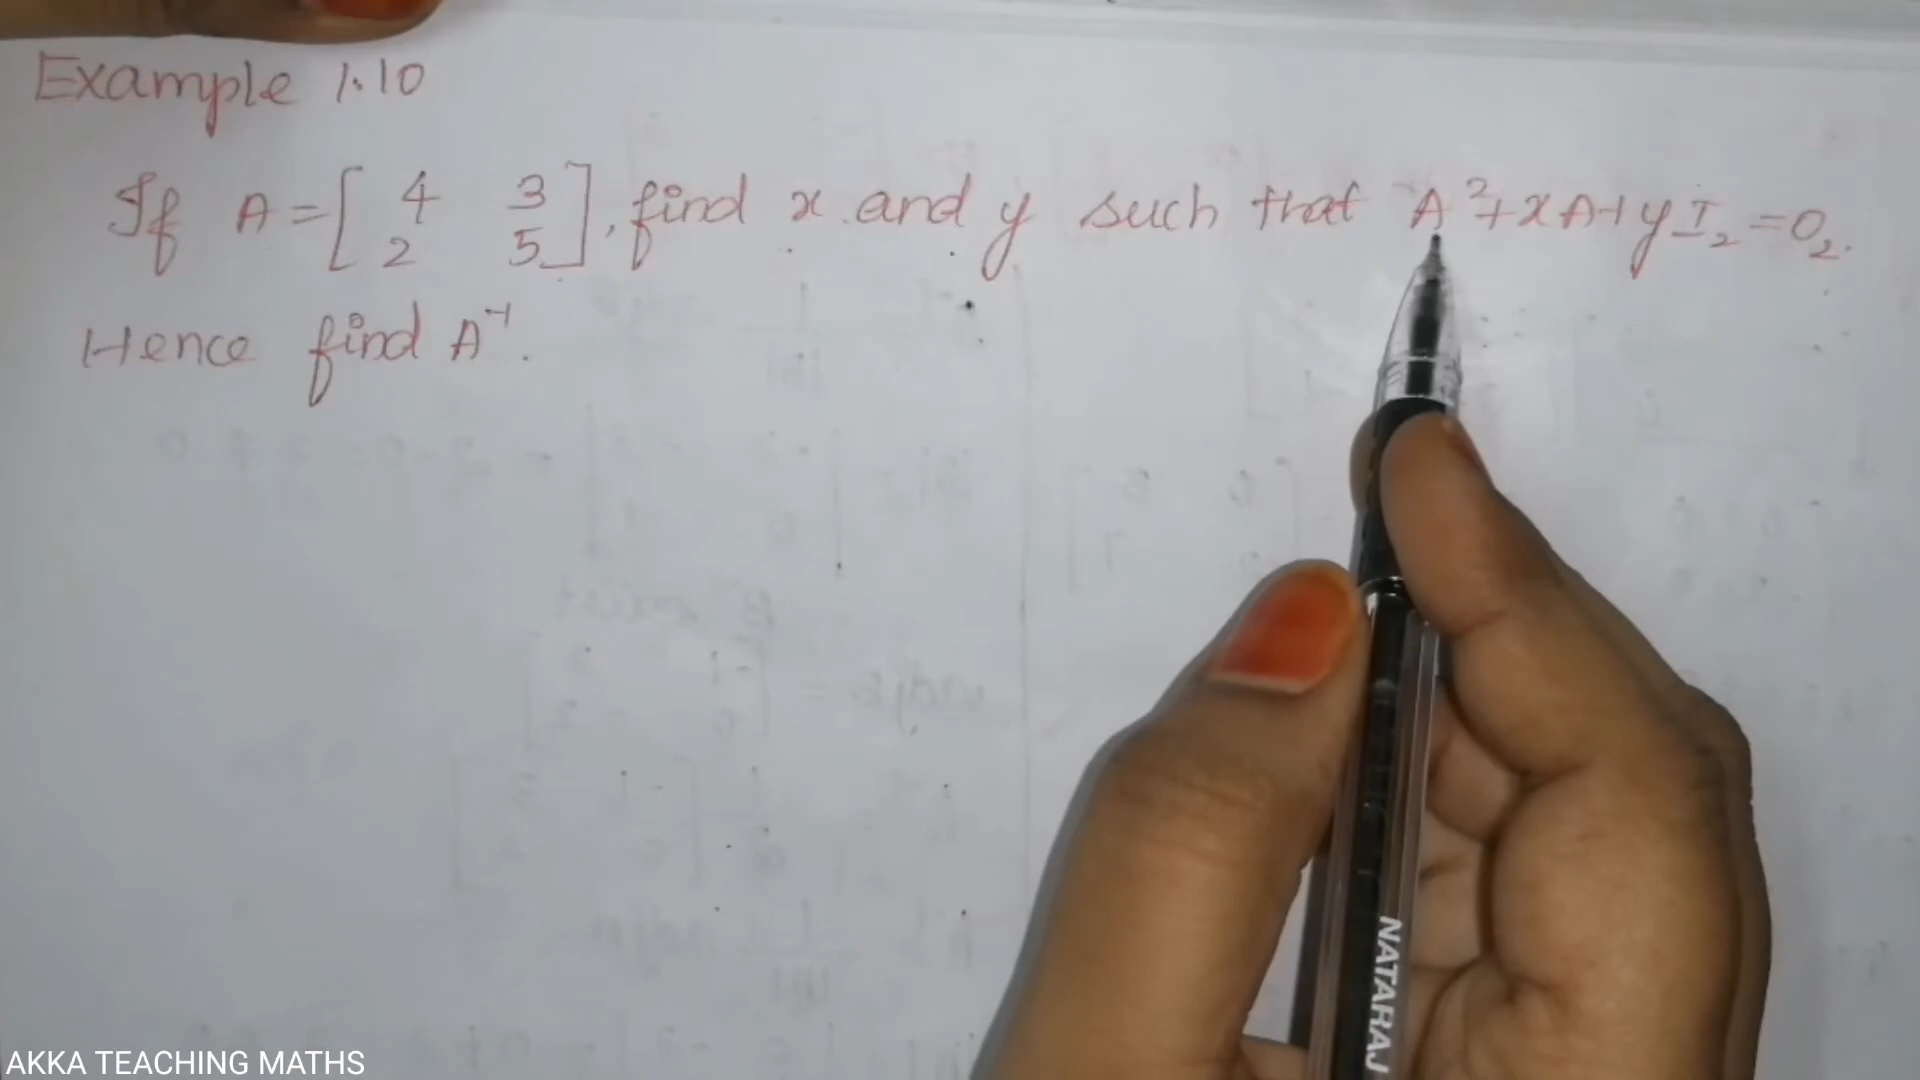 Example 1.10
If A = [ 4 3
2 5 ], find x and y such that A² + xA + yI₂ = O₂.
Hence find A⁻¹.
NATARAJ
AKKA TEACHING MATHS